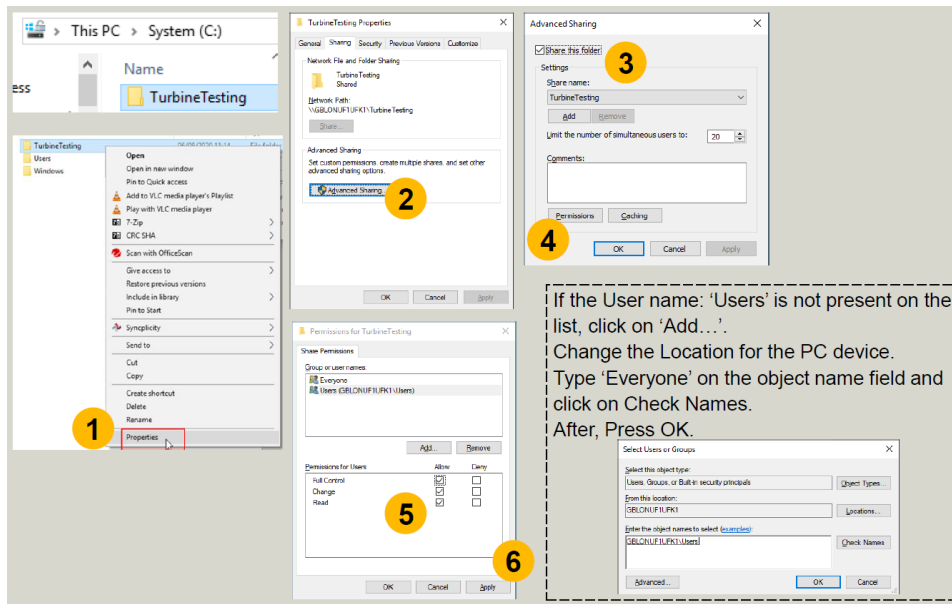 This PC > System (C:)
ess
Name
TurbineTesting
TurbineTesting
Users
Windows
Open
Open in new window
Pin to Quick access
Add to VLC media player's Playlist
Play with VLC media player
7-Zip
CRC SHA
Scan with OfficeScan
Give access to
Restore previous versions
Include in library
Pin to Start
Syncplicity
Send to
Cut
Copy
Create shortcut
Delete
Rename
Properties
1
TurbineTesting Properties
General Sharing Security Previous Versions Customize
Network File and Folder Sharing
TurbineTesting
Shared
Network Path:
\\GBLONUF1UFK1\TurbineTesting
Share...
Advanced Sharing
Set custom permissions, create multiple shares, and set other
advanced sharing options.
Advanced Sharing...
2
OK Cancel Apply
Advanced Sharing
Share this folder
3
Settings
Share name:
TurbineTesting
Add Remove
Limit the number of simultaneous users to: 20
Comments:
Permissions Caching
4
OK Cancel Apply
Permissions for TurbineTesting
Share Permissions
Group or user names:
Everyone
Users (GBLONUF1UFK1\Users)
Add... Remove
Permissions for Users Allow Deny
Full Control
Change
Read
5
6
OK Cancel Apply
If the User name: ‘Users’ is not present on the
list, click on ‘Add…’.
Change the Location for the PC device.
Type ‘Everyone’ on the object name field and
click on Check Names.
After, Press OK.
Select Users or Groups
Select this object type:
Users, Groups, or Built-in security principals
Object Types...
From this location:
GBLONUF1UFK1
Locations...
Enter the object names to select (examples):
GBLONUF1UFK1\Users
Check Names
Advanced...
OK Cancel